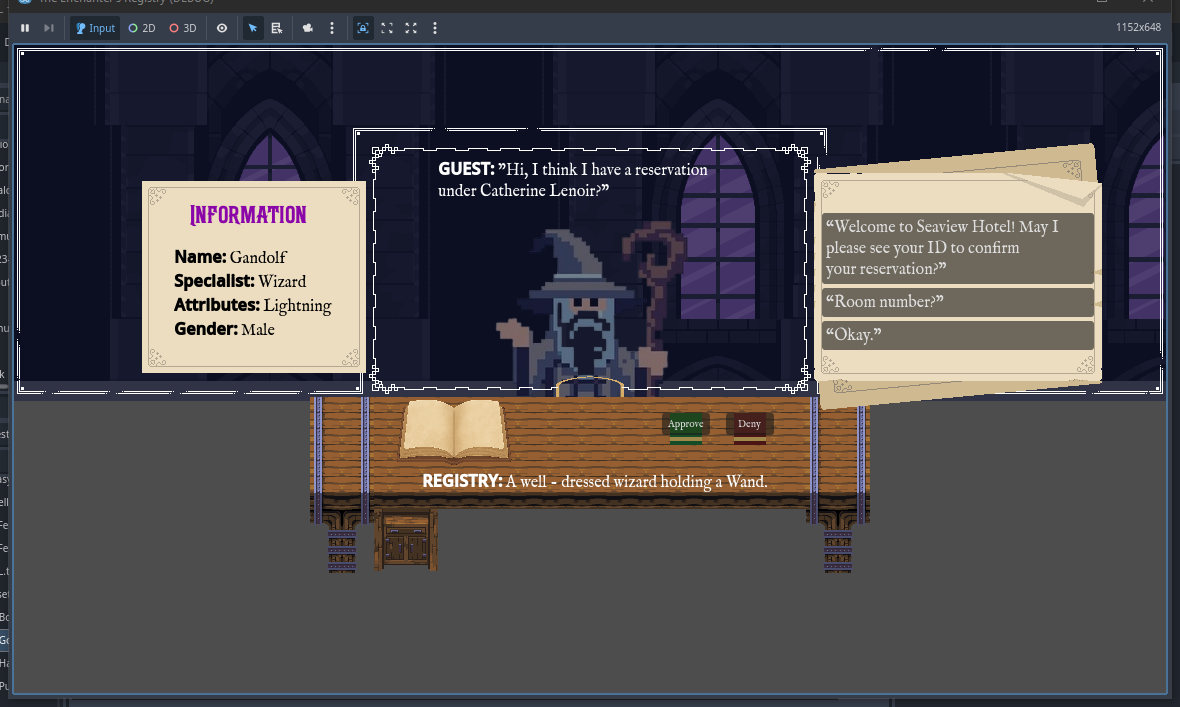 The Enchanter's Registry (DEBUG)
Input
2D
3D
1152x648
GUEST: ”Hi, I think I have a reservation
under Catherine Lenoir?”
INFORMATION
Name: Gandolf
Specialist: Wizard
Attributes: Lightning
Gender: Male
“Welcome to Seaview Hotel! May I
please see your ID to confirm
your reservation?”
“Room number?”
“Okay.”
Approve
Deny
REGISTRY: A well - dressed wizard holding a Wand.